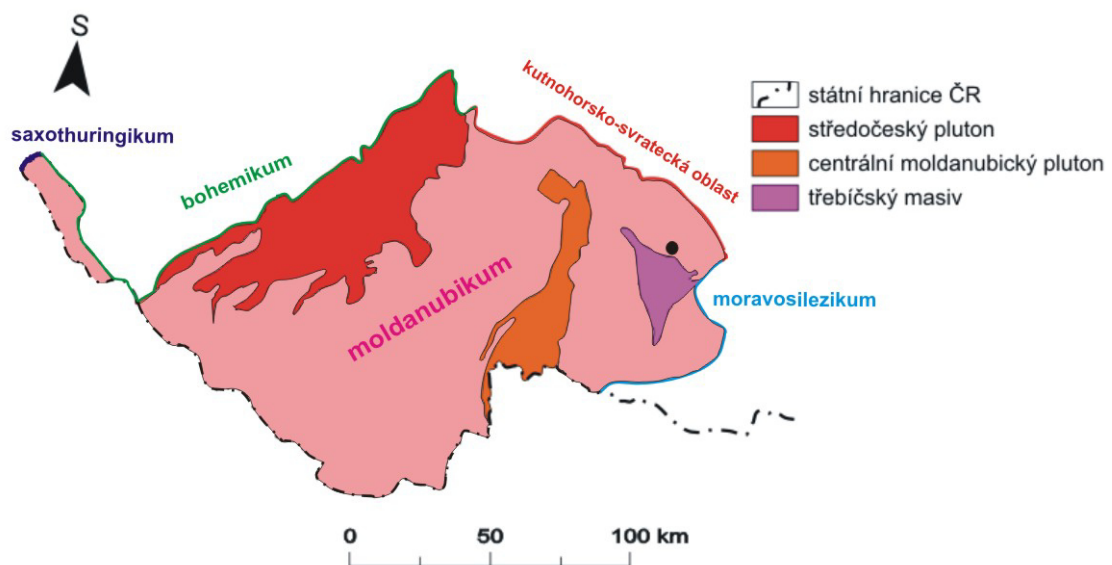 S
kutnohorsko-svratecká oblast
státní hranice ČR
saxothuringikum
středočeský pluton
bohemikum
centrální moldanubický pluton
třebíčský masiv
moldanubikum
moravosilezikum
0 50 100 km